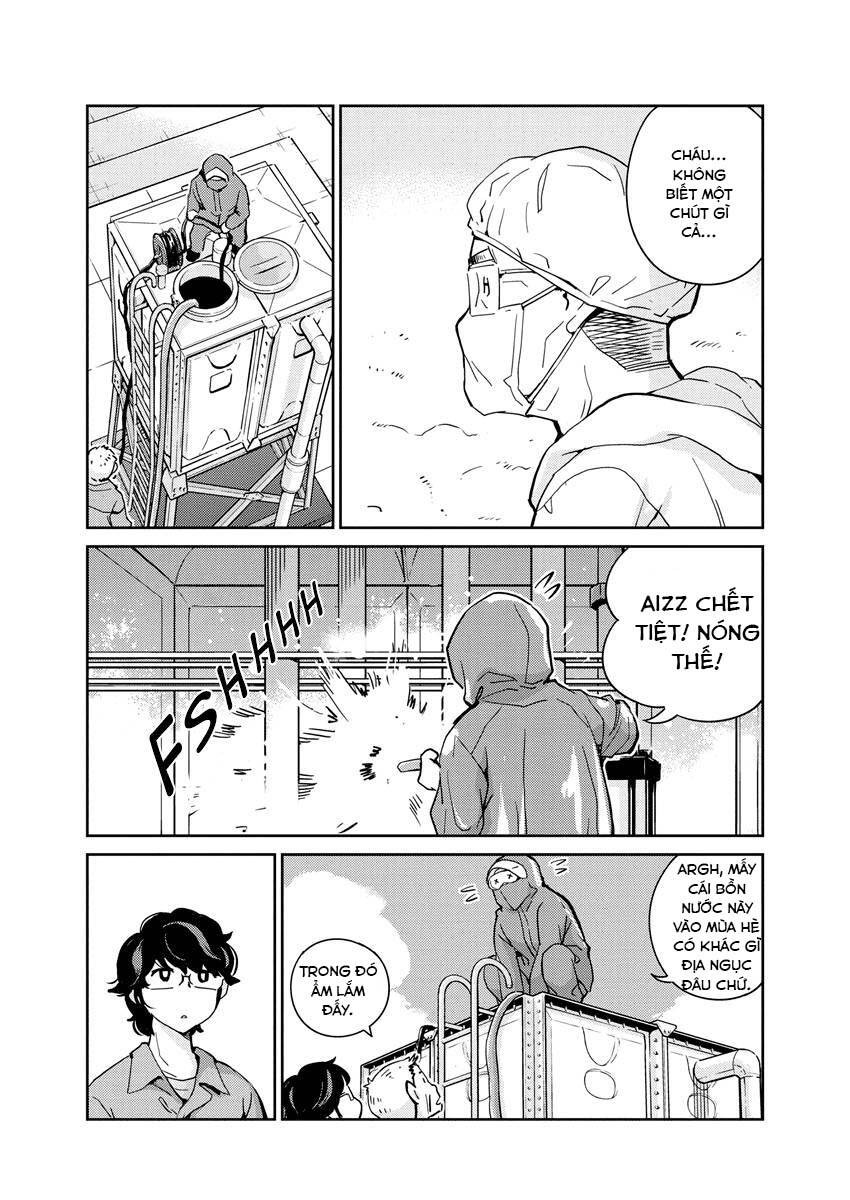 CHÁU...
KHÔNG
BIẾT MỘT
CHÚT GÌ
CẢ...
AIZZ CHẾT
TIỆT! NÓNG
THẾ!
FSHHHHH
ARGH, MẤY
CÁI BỒN
NƯỚC NÀY
VÀO MÙA HÈ
CÓ KHÁC GÌ
ĐỊA NGỤC
ĐÂU CHỨ.
TRONG ĐÓ
ẨM LẮM
ĐẤY.